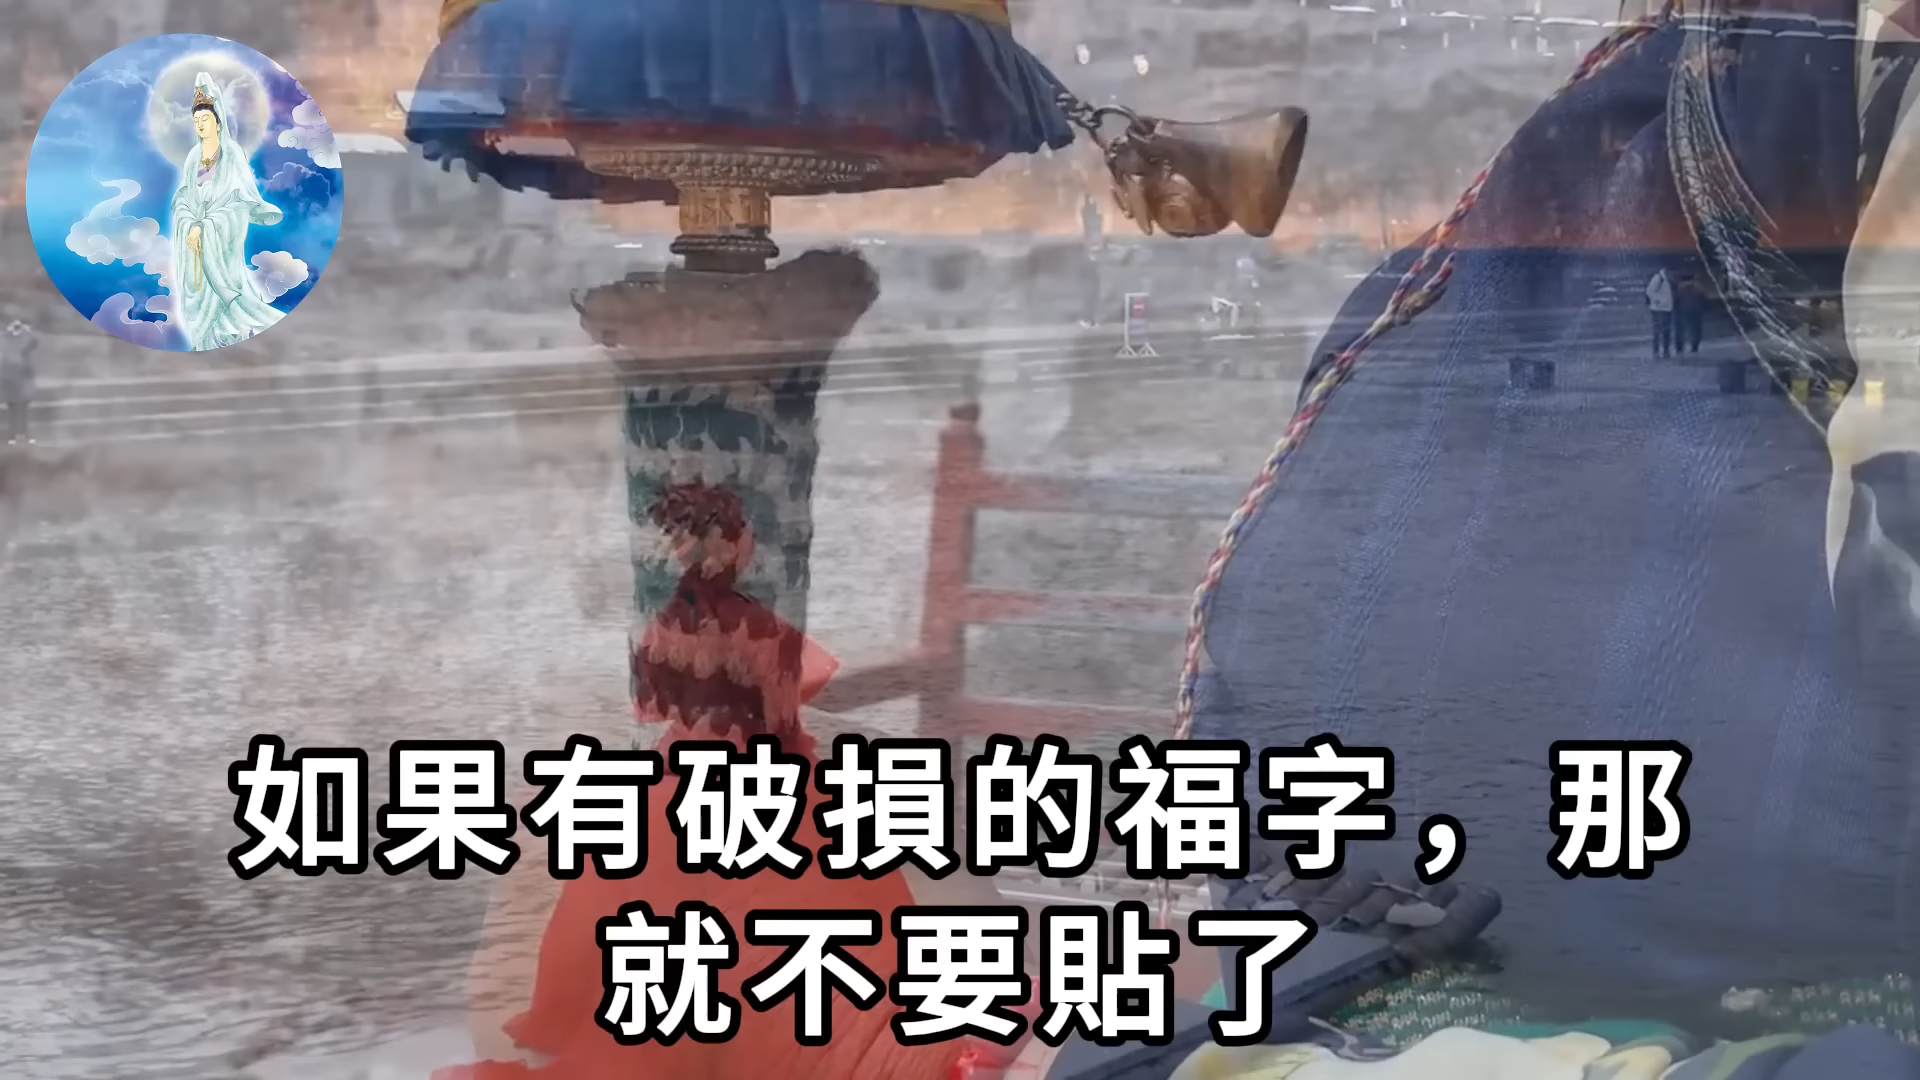 如果有破損的福字，那
就不要貼了